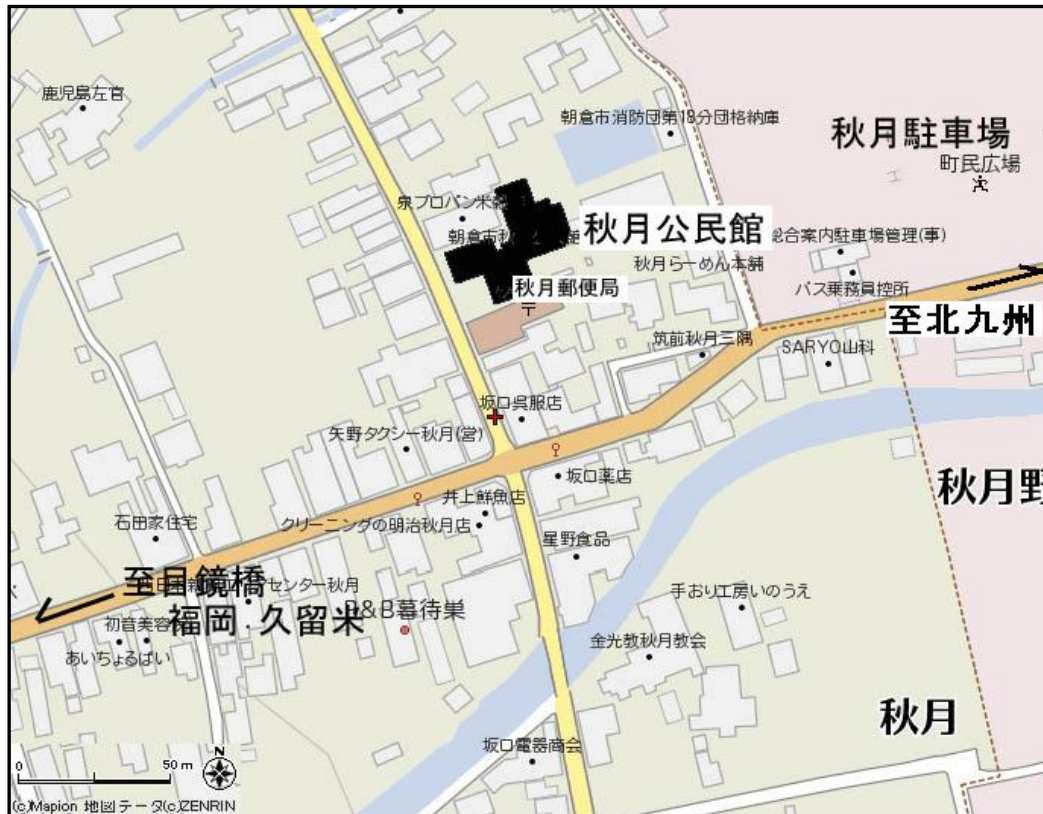 鹿児島左官
朝倉市消防団第18分団格納庫
秋月駐車場
町民広場
泉プロパン米穀
朝倉市秋
秋月公民館
総合案内駐車場管理(事)
秋月らーめん本舗
秋月郵便局
〒
バス乗務員控所
至北九州
筑前秋月三隅
SARYO山科
坂口呉服店
矢野タクシー秋月(営)
坂口薬店
井上鮮魚店
秋月野
石田家住宅
クリーニングの明治秋月店
星野食品
至目鏡橋
センター秋月
手おり工房いのうえ
福岡・久留米
B&B蔓待巣
初音美容
あいちょるばい
金光教秋月教会
秋月
坂口電器商会
N
0 50m
(c)Mapion 地図データ(c)ZENRIN